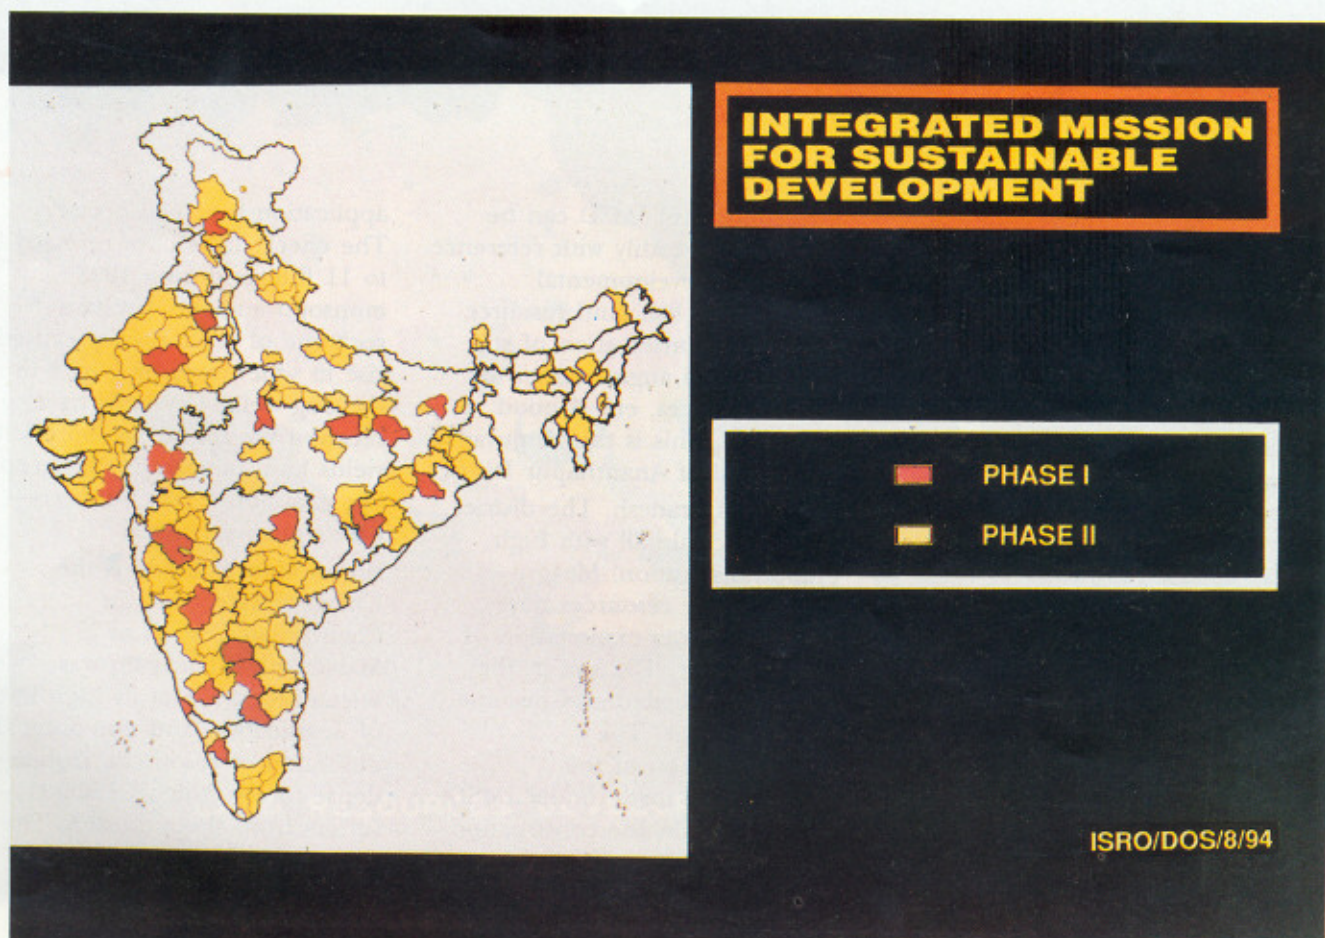 INTEGRATED MISSION
FOR SUSTAINABLE
DEVELOPMENT
PHASE I
PHASE II
ISRO/DOS/8/94